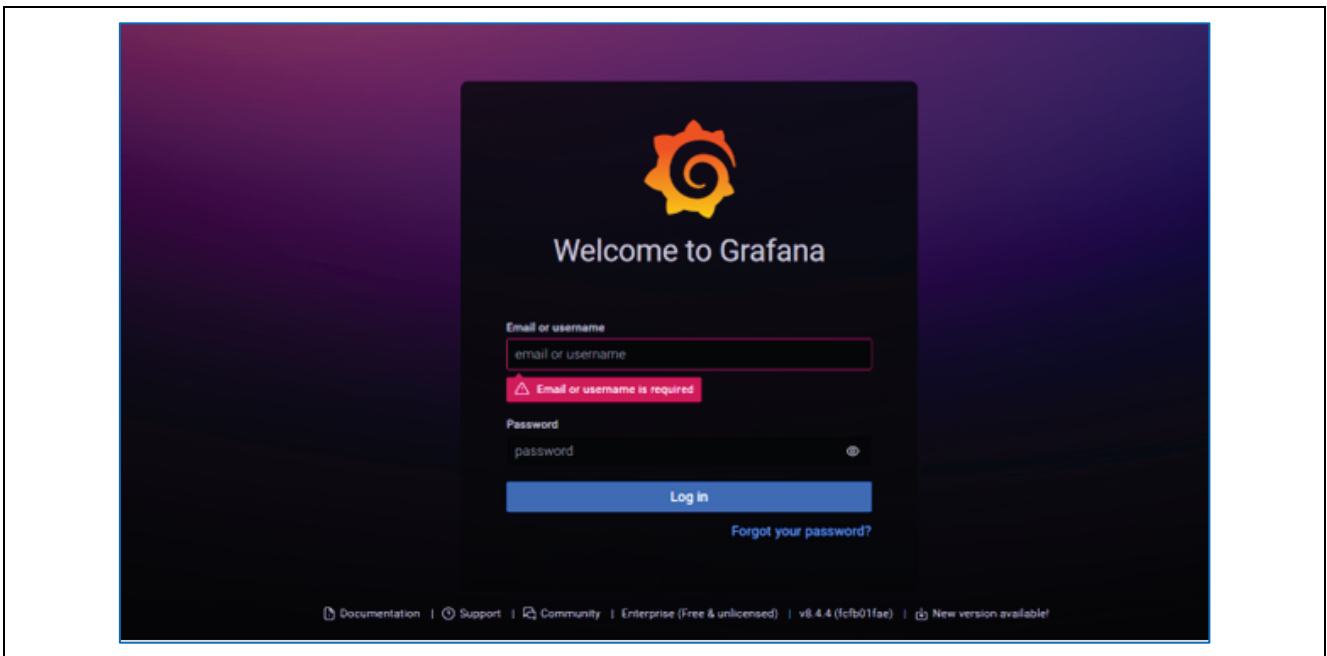 Welcome to Grafana
Email or username
email or username
Email or username is required
Password
password
Log in
Forgot your password?
Documentation | Support | Community | Enterprise (Free & unlicensed) | v8.4.4 (fcfb01fae) | New version available!